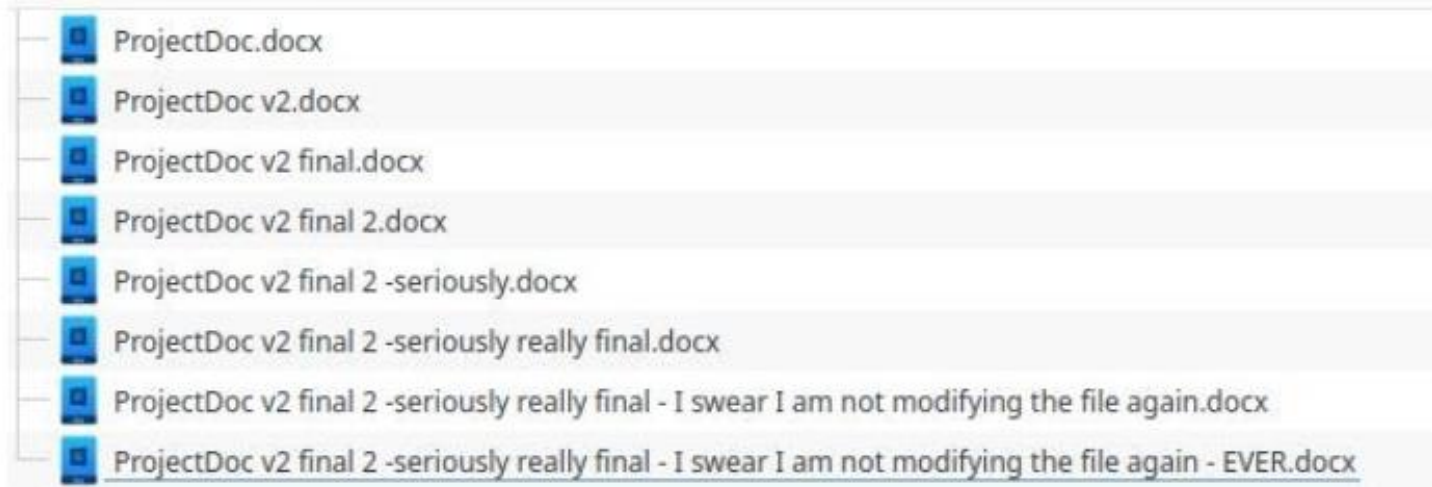 ProjectDoc.docx
ProjectDoc v2.docx
ProjectDoc v2 final.docx
ProjectDoc v2 final 2.docx
ProjectDoc v2 final 2 -seriously.docx
ProjectDoc v2 final 2 -seriously really final.docx
ProjectDoc v2 final 2 -seriously really final - I swear I am not modifying the file again.docx
ProjectDoc v2 final 2 -seriously really final - I swear I am not modifying the file again - EVER.docx